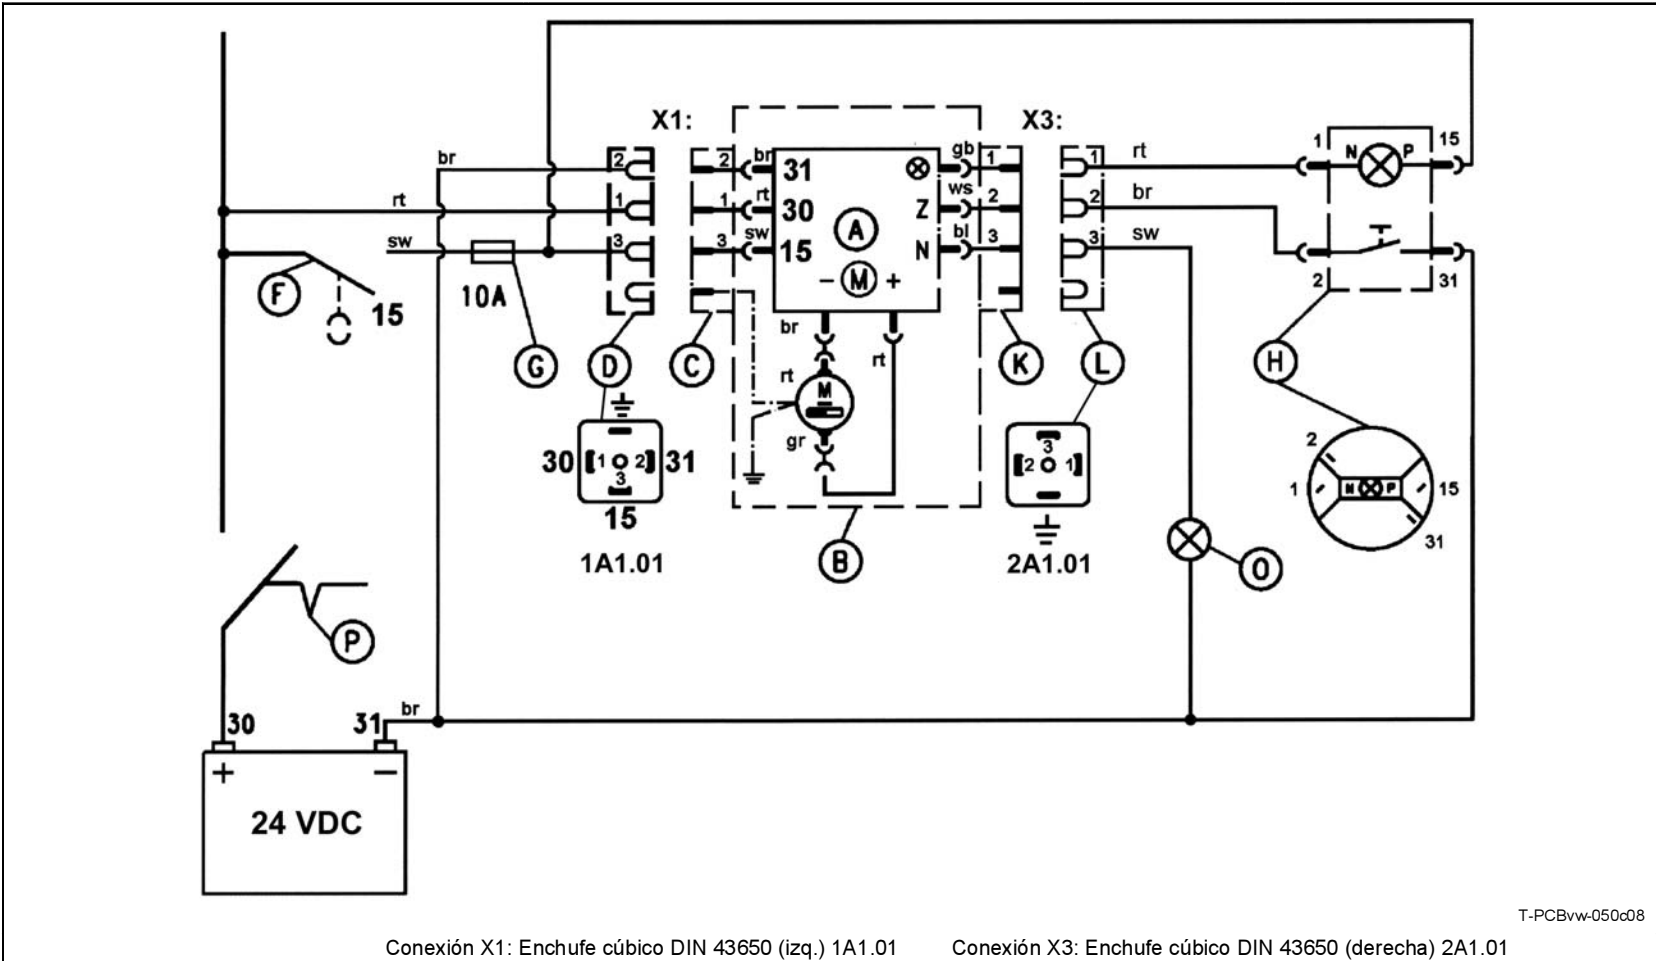 X1: X3:
br 2 2 br 31 gb 1 1 rt 1 N P 15
rt 1 1 rt 30 A Z ws 2 2 br
sw 3 3 sw 15 N bl 3 3 sw
F 15 10A - M + 2 31
G D C br rt K L H
rt M
gr
30 1 2 31
3
15
3
2 1
2
1 N P 15
31
1A1.01 B 2A1.01 O
P
30 31 br
+ -
24 VDC
T-PCBvw-050c08
Conexión X1: Enchufe cúbico DIN 43650 (izq.) 1A1.01 Conexión X3: Enchufe cúbico DIN 43650 (derecha) 2A1.01